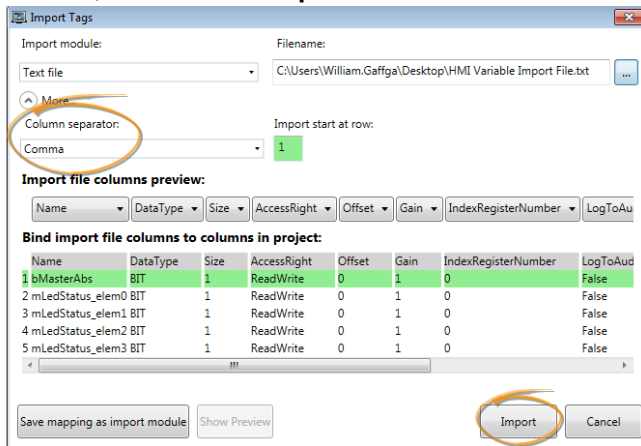 Import Tags
Import module: Filename:
Text file C:\Users\William.Gaffga\Desktop\HMI Variable Import File.txt ...
More...
Column separator: Import start at row:
Comma 1
Import file columns preview:
Name DataType Size AccessRight Offset Gain IndexRegisterNumber LogToAu
Bind import file columns to columns in project:
Name DataType Size AccessRight Offset Gain IndexRegisterNumber LogToAud
1 bMasterAbs BIT 1 ReadWrite 0 1 0 False
2 mLedStatus_elem0 BIT 1 ReadWrite 0 1 0 False
3 mLedStatus_elem1 BIT 1 ReadWrite 0 1 0 False
4 mLedStatus_elem2 BIT 1 ReadWrite 0 1 0 False
5 mLedStatus_elem3 BIT 1 ReadWrite 0 1 0 False
Save mapping as import module Show Preview Import Cancel